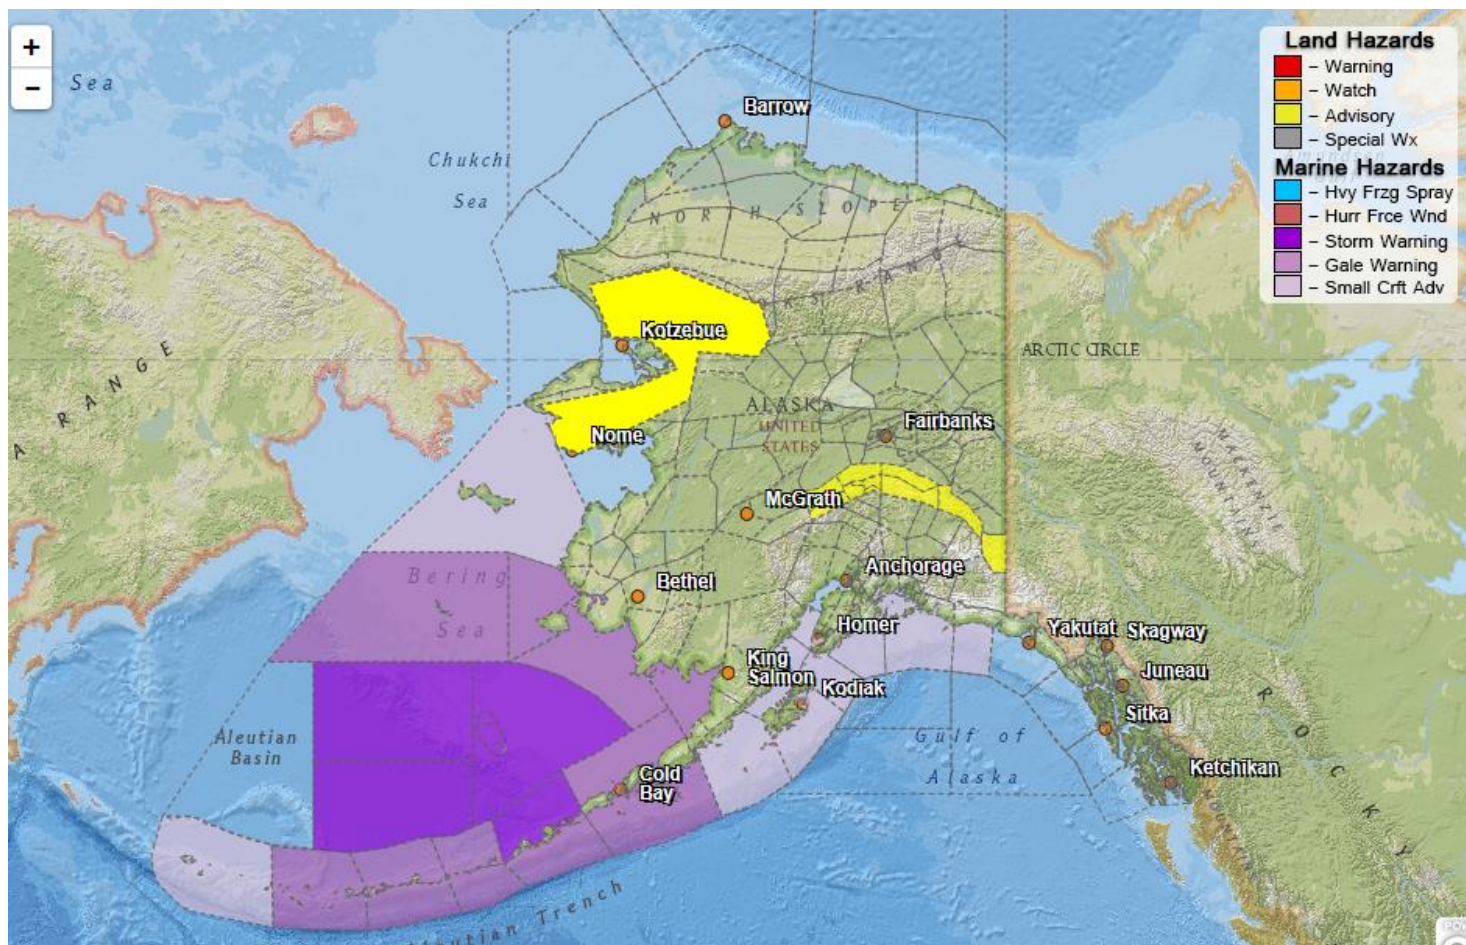 +
−
Sea
Chukchi
Sea
Barrow
NORTH SLOPE
Kotzebue
ARCTIC CIRCLE
ALASKA
UNITED
STATES
Fairbanks
Nome
McGrath
A RANGE
MACKENZIE
MOUNTAINS
Bering
Sea
Bethel
Anchorage
Homer
Yakutat
Skagway
King
Salmon
Kodiak
Juneau
Sitka
Aleutian
Basin
Gulf of
Alaska
Cold
Bay
Ketchikan
ROCKY
Aleutian Trench
Land Hazards
– Warning
– Watch
– Advisory
– Special Wx
Marine Hazards
– Hvy Frzg Spray
– Hurr Frce Wnd
– Storm Warning
– Gale Warning
– Small Crft Adv